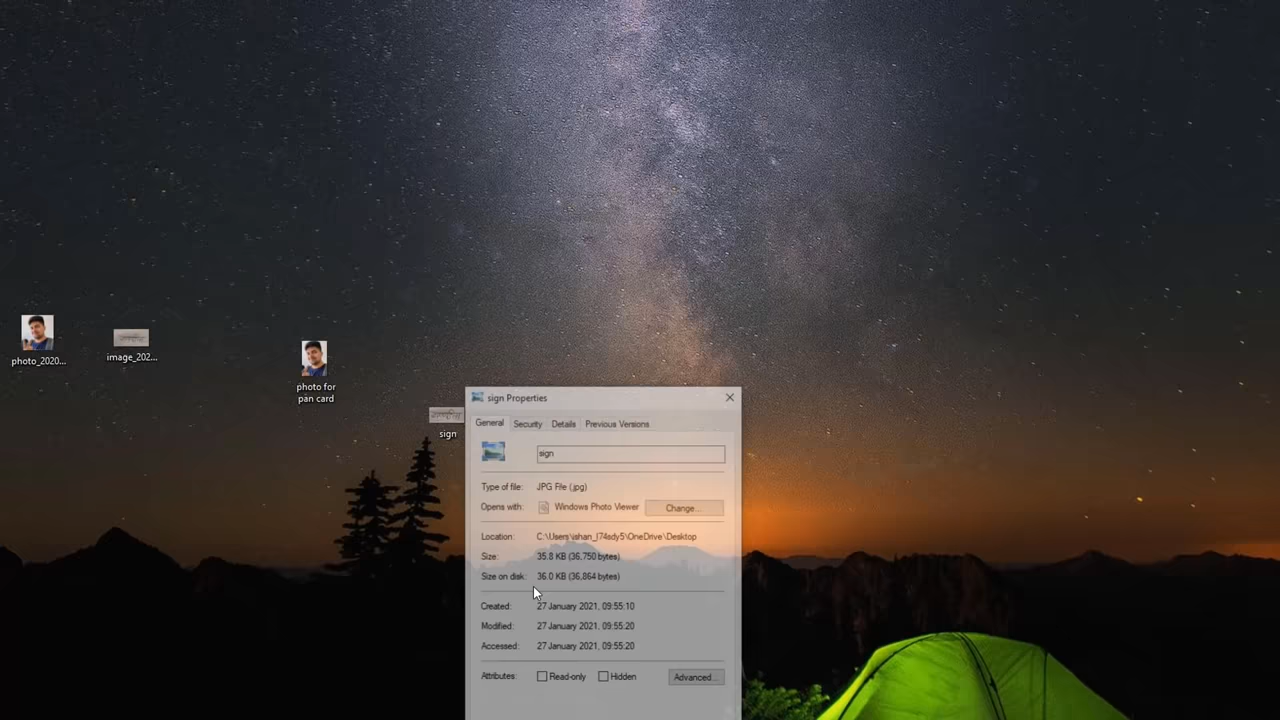 photo_2020...
image_202...
photo for
pan card
sign
sign Properties
General Security Details Previous Versions
sign
Type of file: JPG File (.jpg)
Opens with: Windows Photo Viewer Change...
Location: C:\Users\ishan_l74sdy5\OneDrive\Desktop
Size: 35.8 KB (36,750 bytes)
Size on disk: 36.0 KB (36,864 bytes)
Created: 27 January 2021, 09:55:10
Modified: 27 January 2021, 09:55:20
Accessed: 27 January 2021, 09:55:20
Attributes: Read-only Hidden Advanced...